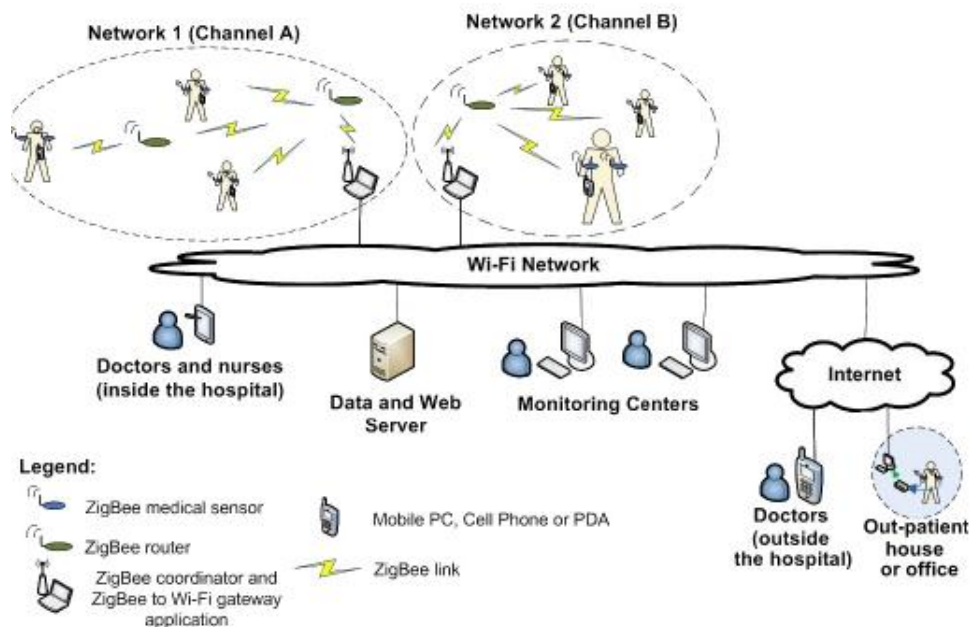 Network 1 (Channel A)
Network 2 (Channel B)
Wi-Fi Network
Doctors and nurses
(inside the hospital)
Data and Web
Server
Monitoring Centers
Internet
Doctors
(outside
the hospital)
Out-patient
house
or office
Legend:
ZigBee medical sensor
ZigBee router
ZigBee coordinator and
ZigBee to Wi-Fi gateway
application
Mobile PC, Cell Phone or PDA
ZigBee link